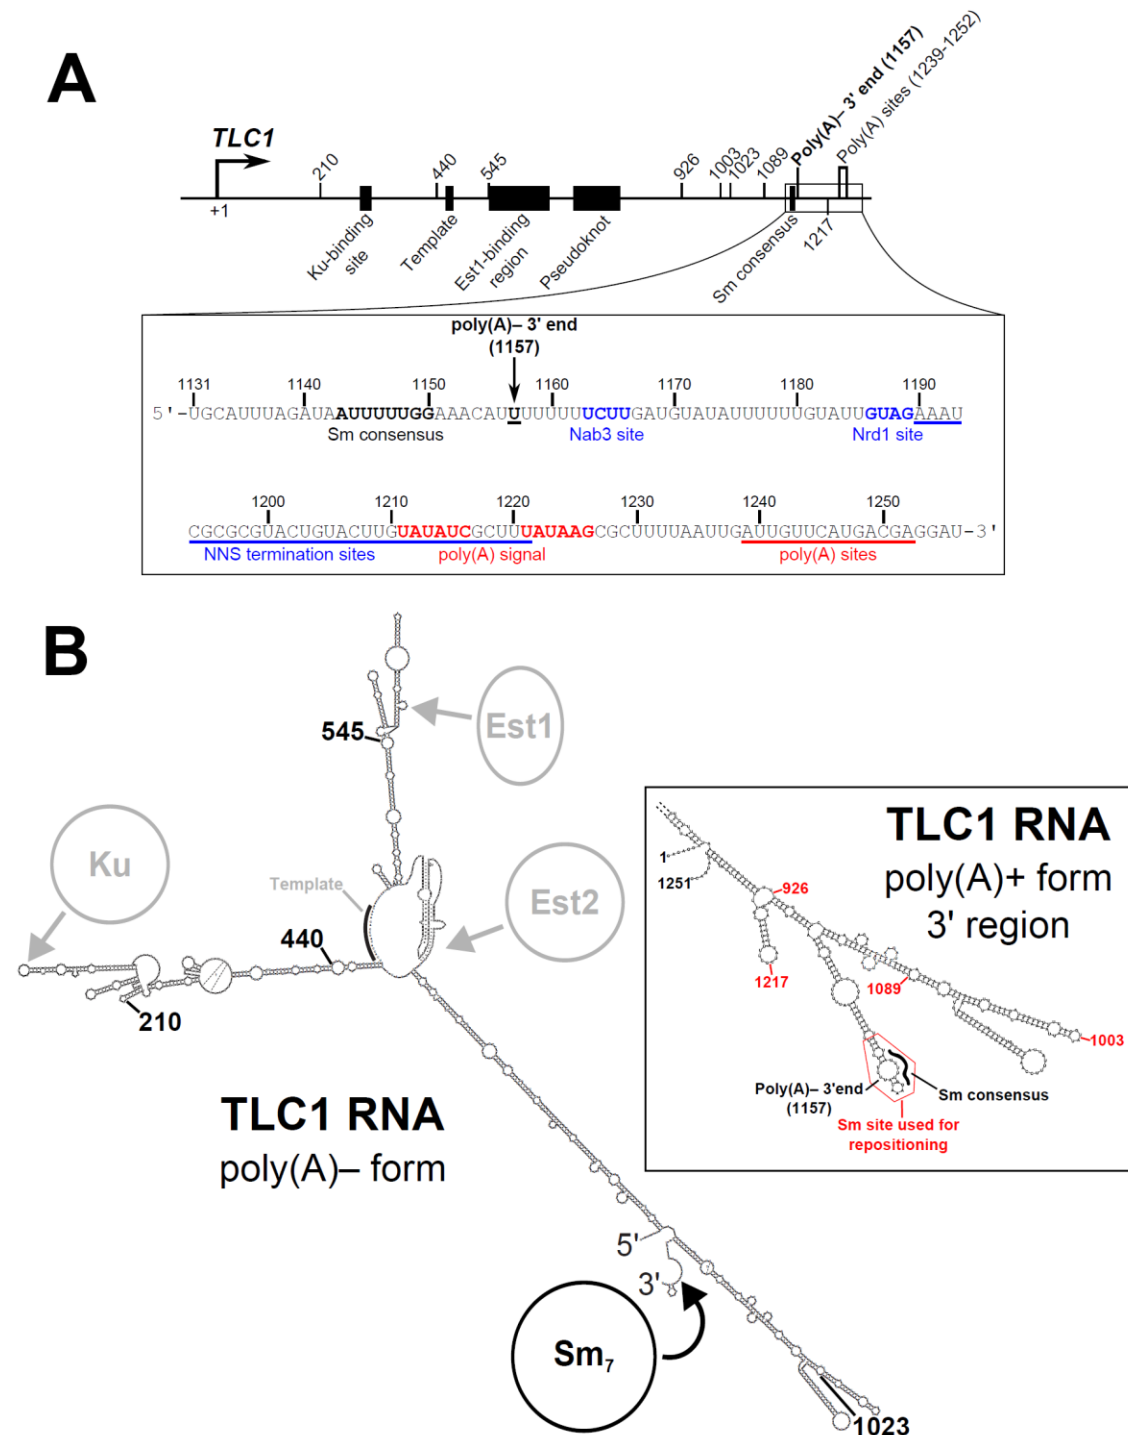 A
TLC1
+1
210
440
545
926
1003
1023
1089
Poly(A)– 3' end (1157)
Poly(A) sites (1239-1252)
1217
Ku-binding
site
Template
Est1-binding
region
Pseudoknot
Sm consensus
poly(A)– 3' end
(1157)
1131 1140 1150 1160 1170 1180 1190
5'-UGCAUUUAGAUAAUUUUUGGAAACAUUUUUUUUCUUGAUGUAUAUUUUUUGUAUUGUAGAAAU
Sm consensus Nab3 site Nrd1 site
1200 1210 1220 1230 1240 1250
CGCGCGUACUGUACUUGUAUAUCGCUUUUAUAAGCGCUUUUAAUUGAUUGUUCAUGACGAGGAU-3'
NNS termination sites poly(A) signal poly(A) sites
B
Est1
545
Ku
Template
Est2
440
210
TLC1 RNA
poly(A)– form
5'
3'
Sm7
1023
TLC1 RNA
poly(A)+ form
3' region
1
1251
926
1217
1089
1003
Poly(A)– 3'end
(1157)
Sm consensus
Sm site used for
repositioning